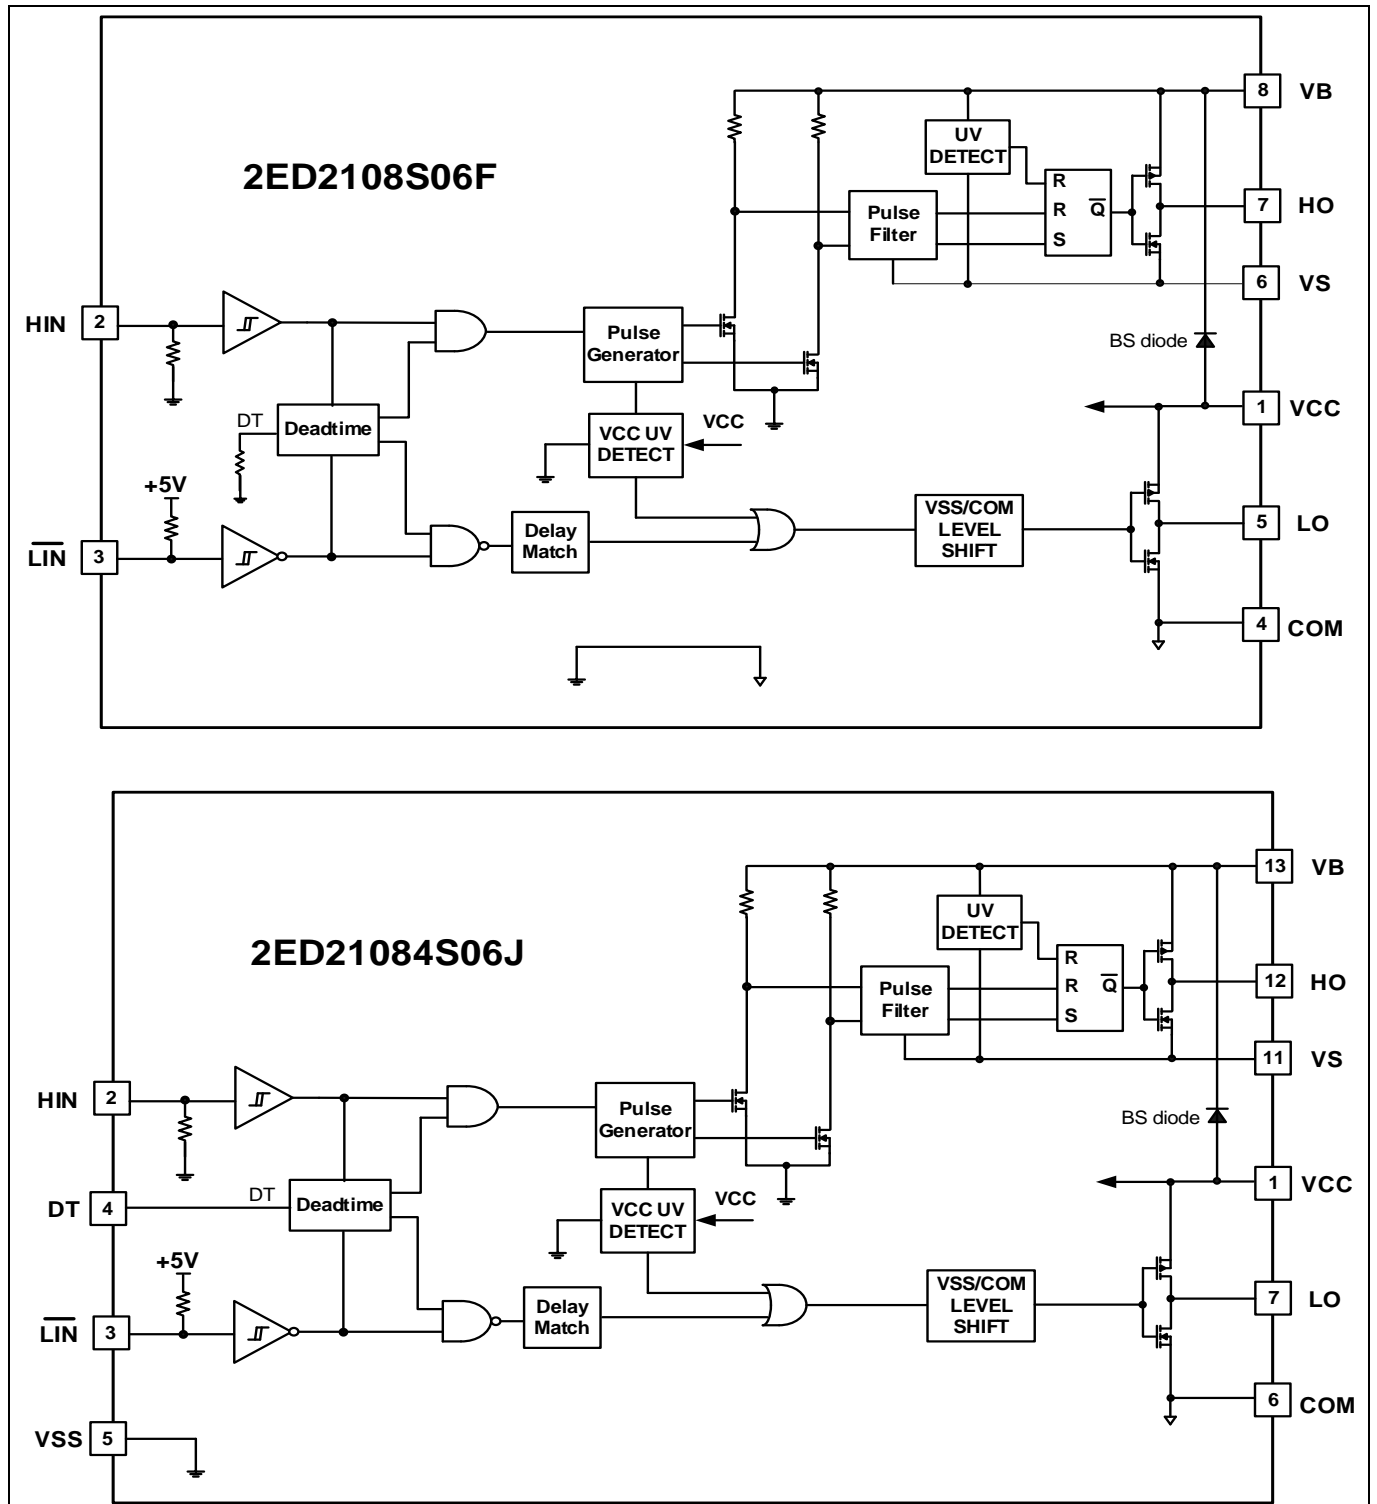 2ED2108S06F
8 VB
UV
DETECT
R
R Q̅
S
Pulse
Filter
7 HO
6 VS
HIN 2
Pulse
Generator
BS diode
DT
Deadtime
VCC UV
DETECT
VCC
1 VCC
+5V
L̅I̅N̅ 3
Delay
Match
VSS/COM
LEVEL
SHIFT
5 LO
4 COM
2ED21084S06J
13 VB
UV
DETECT
R
R Q̅
S
Pulse
Filter
12 HO
11 VS
HIN 2
Pulse
Generator
BS diode
DT 4
DT
Deadtime
VCC UV
DETECT
VCC
1 VCC
+5V
L̅I̅N̅ 3
Delay
Match
VSS/COM
LEVEL
SHIFT
7 LO
6 COM
VSS 5